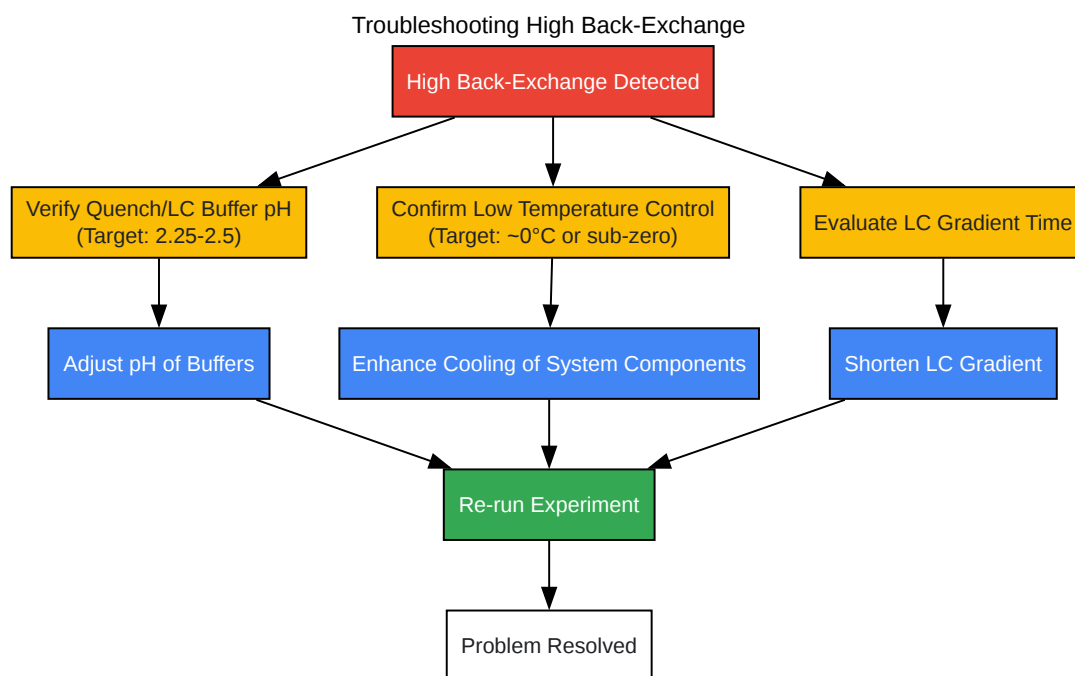 Troubleshooting High Back-Exchange
High Back-Exchange Detected
Verify Quench/LC Buffer pH
(Target: 2.25-2.5)
Confirm Low Temperature Control
(Target: ~0°C or sub-zero)
Evaluate LC Gradient Time
Adjust pH of Buffers
Enhance Cooling of System Components
Shorten LC Gradient
Re-run Experiment
Problem Resolved